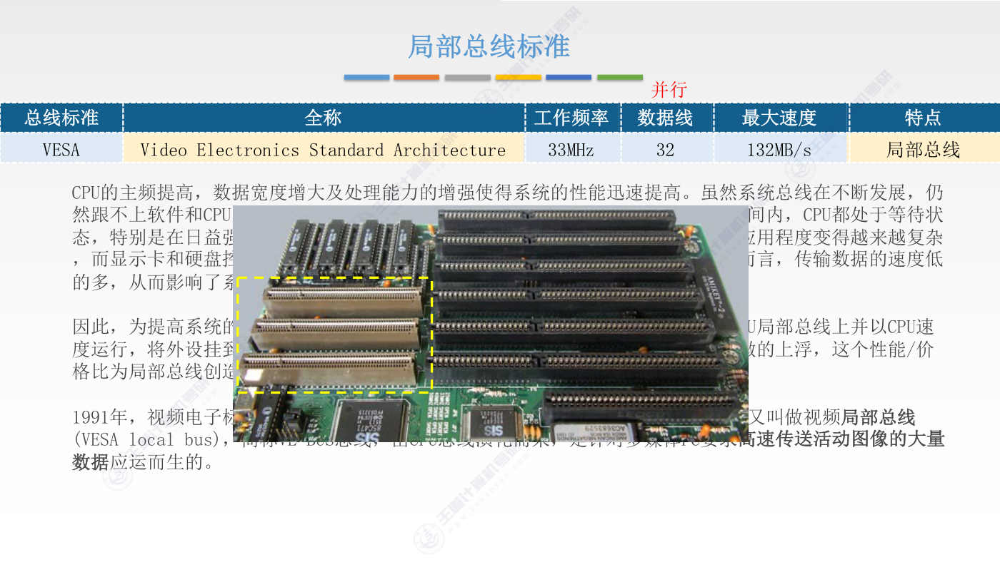 局部总线标准
并行
总线标准 全称 工作频率 数据线 最大速度 特点
VESA Video Electronics Standard Architecture 33MHz 32 132MB/s 局部总线
CPU的主频提高，数据宽度增大及处理能力的增强使得系统的性能迅速提高。虽然系统总线在不断发展，仍
然跟不上软件和CPU 间内，CPU都处于等待状
态，特别是在日益强 应用程度变得越来越复杂
，而显示卡和硬盘控 而言，传输数据的速度低
的多，从而影响了系
AMIKEY-2
因此，为提高系统的 U局部总线上并以CPU速
度运行，将外设挂到 做的上浮，这个性能/价
格比为局部总线创造
1991年，视频电子标 又叫做视频局部总线
SiS
SiS
(VESA local bus)，简称VL-Bus总线，由CPU总线演化而来，是针对多媒体PC要求高速传送活动图像的大量
数据应运而生的。
王道计算机考研